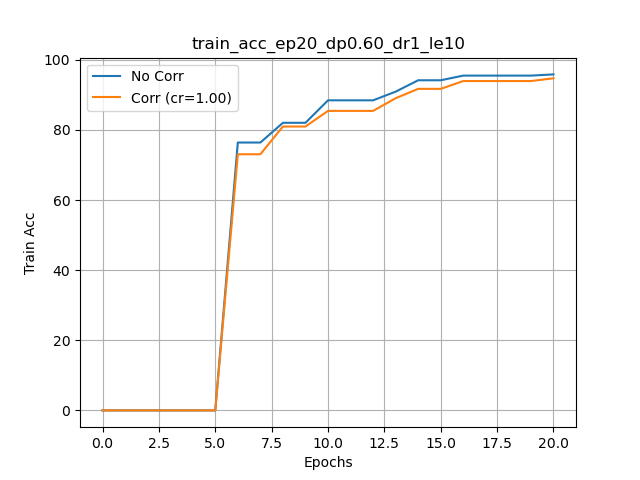 train_acc_ep20_dp0.60_dr1_le10
No Corr
Corr (cr=1.00)
100
80
60
40
20
0
Train Acc
0.0 2.5 5.0 7.5 10.0 12.5 15.0 17.5 20.0
Epochs